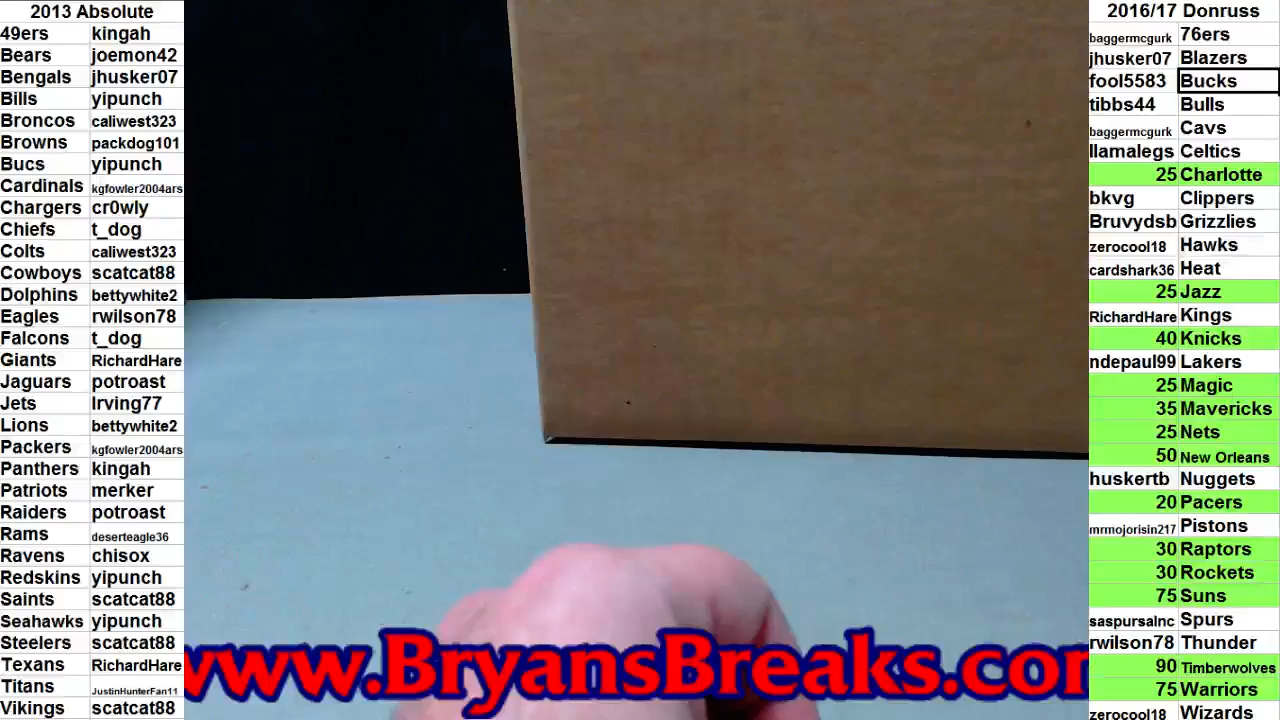 2013 Absolute
49ers kingah
Bears joemon42
Bengals jhusker07
Bills yipunch
Broncos caliwest323
Browns packdog101
Bucs yipunch
Cardinals kgfowler2004ars
Chargers cr0wly
Chiefs t_dog
Colts caliwest323
Cowboys scatcat88
Dolphins bettywhite2
Eagles rwilson78
Falcons t_dog
Giants RichardHare
Jaguars potroast
Jets Irving77
Lions bettywhite2
Packers kgfowler2004ars
Panthers kingah
Patriots merker
Raiders potroast
Rams deserteagle36
Ravens chisox
Redskins yipunch
Saints scatcat88
Seahawks yipunch
Steelers scatcat88
Texans RichardHare
Titans JustinHunterFan11
Vikings scatcat88
www.BryansBreaks.com
2016/17 Donruss
baggermcgurk 76ers
jhusker07 Blazers
fool5583 Bucks
tibbs44 Bulls
baggermcgurk Cavs
llamalegs Celtics
25 Charlotte
bkvg Clippers
Bruvydsb Grizzlies
zerocool18 Hawks
cardshark36 Heat
25 Jazz
RichardHare Kings
40 Knicks
ndepaul99 Lakers
25 Magic
35 Mavericks
25 Nets
50 New Orleans
huskertb Nuggets
20 Pacers
mrmojorisin217 Pistons
30 Raptors
30 Rockets
75 Suns
saspursalnc Spurs
rwilson78 Thunder
90 Timberwolves
75 Warriors
zerocool18 Wizards